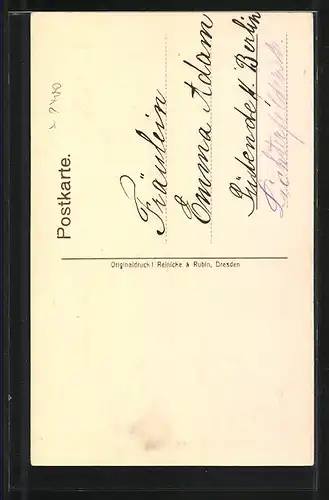 Postkarte.
Fräulein
Emma Adam
Südende b/ Berlin
Originaldruck! Reinicke & Rubin, Dresden